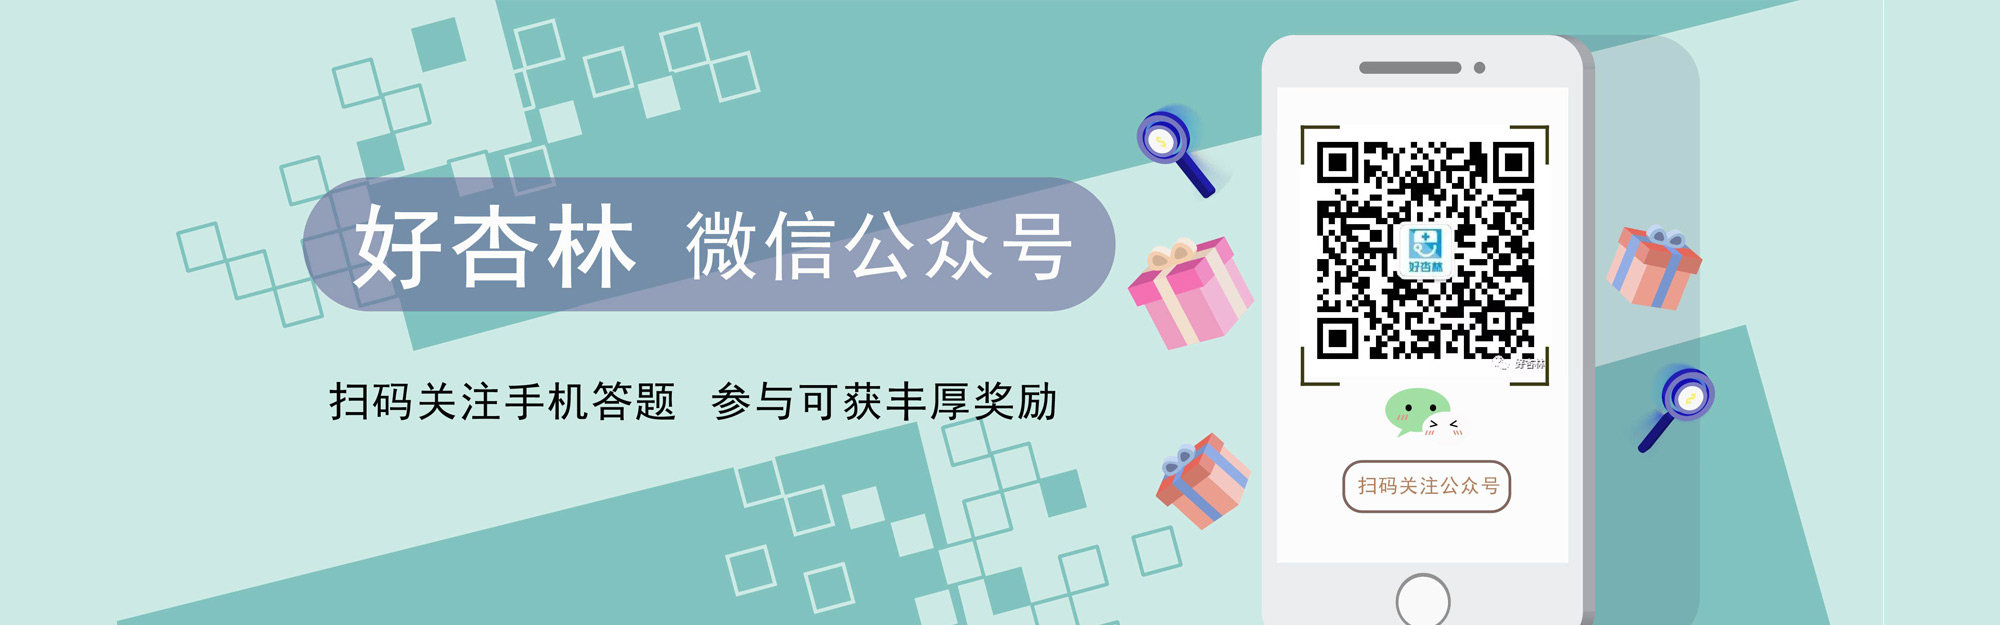 好杏林 微信公众号
扫码关注手机答题 参与可获丰厚奖励
好杏林
好杏林
扫码关注公众号